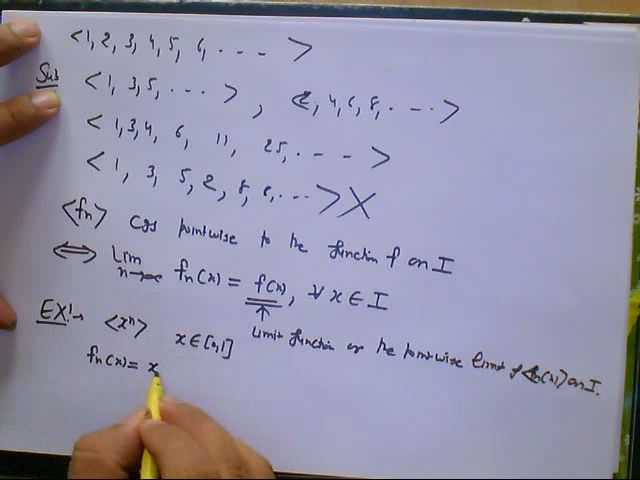 <1, 2, 3, 4, 5, 6, . - - - >
Sub <1, 3, 5, . . . >, <2, 4, 6, 8, . - - . >
<1, 3, 4, 6, 11, 25, . - - >
<1, 3, 5, 2, 8, 6, ... > X
<fn> cgs pointwise to the function f on I
⟺ Lim n→∞ fn(x) = f(x), ∀ x ∈ I
↑ Limit function or the pointwise limit of <fn(x)> on I.
EX!→ <xⁿ> x ∈ [0,1]
fn(x) = x